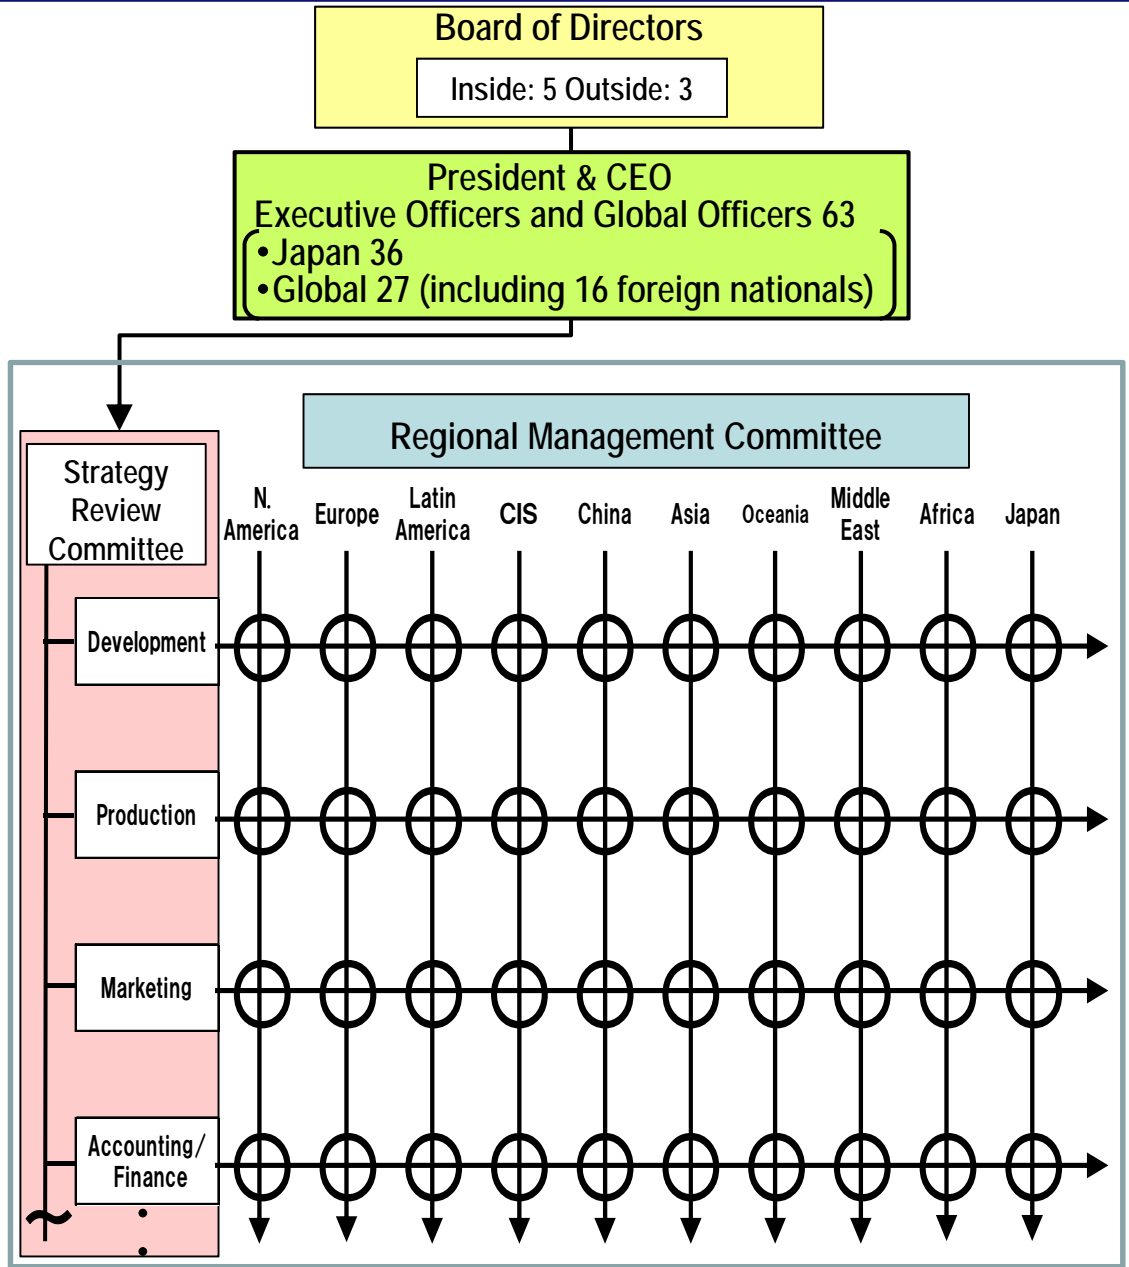 Board of Directors
Inside: 5 Outside: 3
President & CEO
Executive Officers and Global Officers 63
•Japan 36
•Global 27 (including 16 foreign nationals)
Regional Management Committee
Strategy
Review
Committee
N.
America
Europe
Latin
America
CIS
China
Asia
Oceania
Middle
East
Africa
Japan
Development
Production
Marketing
Accounting/
Finance